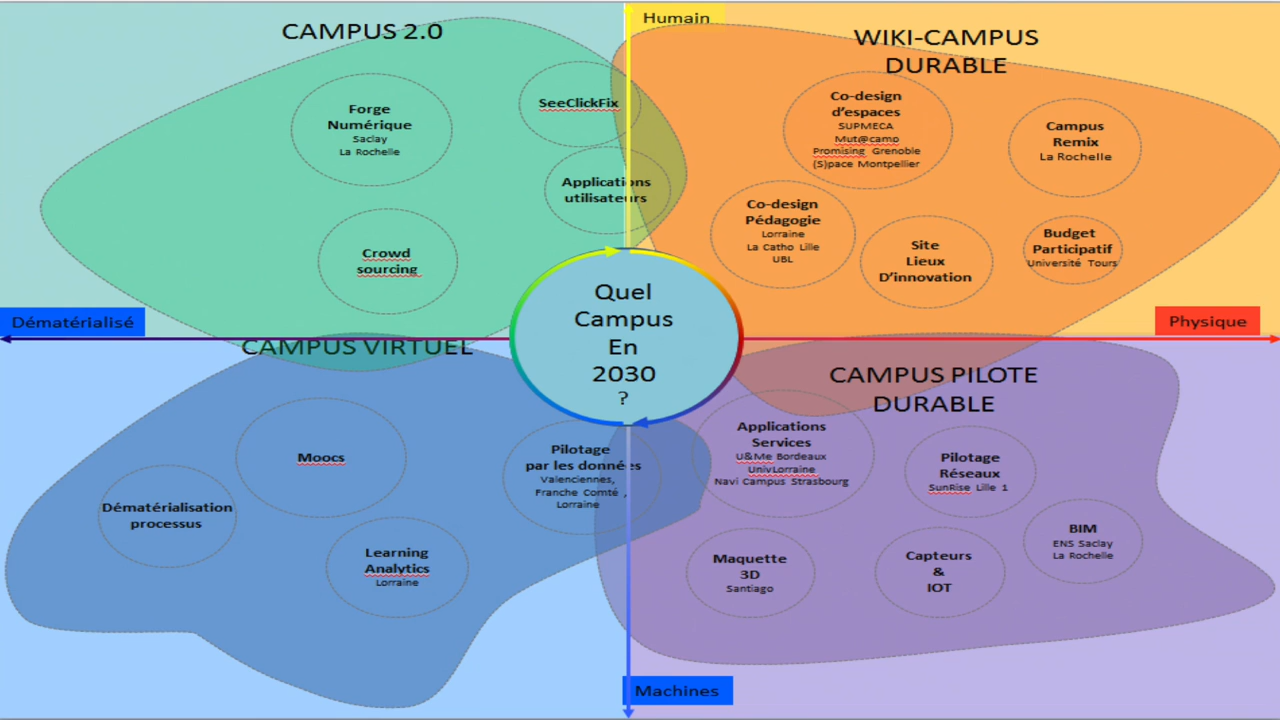 CAMPUS 2.0
Humain
WIKI-CAMPUS
DURABLE
Forge
Numérique
Saclay
La Rochelle
SeeClickFix
Applications
utilisateurs
Crowd
sourcing
Co-design
d'espaces
SUPMECA
Mut@camp
Promising Grenoble
(S)pace Montpellier
Campus
Remix
La Rochelle
Co-design
Pédagogie
Lorraine
La Catho Lille
UBL
Site
Lieux
D'innovation
Budget
Participatif
Université Tours
Dématérialisé
Quel
Campus
En
2030
?
Physique
CAMPUS VIRTUEL
Moocs
Dématérialisation
processus
Learning
Analytics
Lorraine
Pilotage
par les données
Valenciennes,
Franche Comté ,
Lorraine
CAMPUS PILOTE
DURABLE
Applications
Services
U&Me Bordeaux
UnivLorraine
Navi Campus Strasbourg
Pilotage
Réseaux
SunRise Lille 1
BIM
ENS Saclay
La Rochelle
Maquette
3D
Santiago
Capteurs
&
IOT
Machines